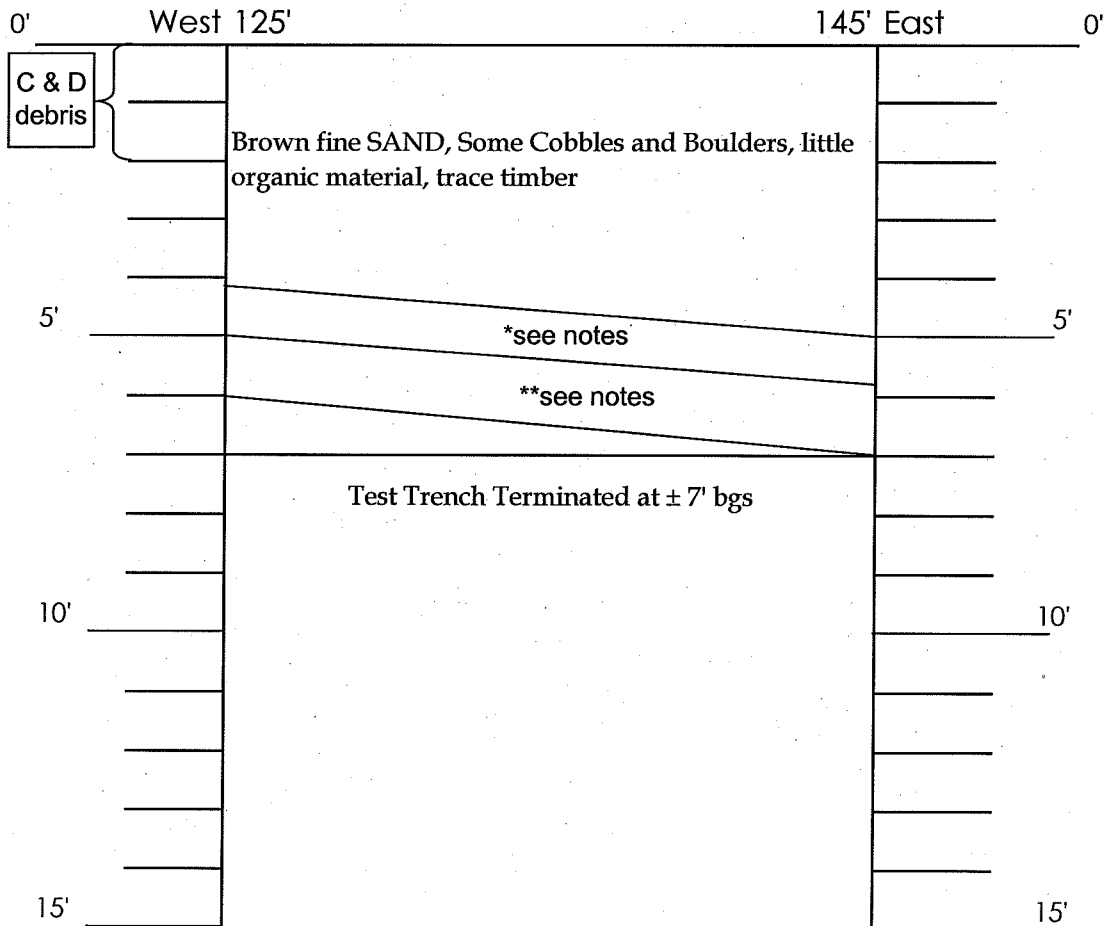 0' West 125' 145' East 0'
C & D
debris
Brown fine SAND, Some Cobbles and Boulders, little
organic material, trace timber
5' 5'
*see notes
**see notes
Test Trench Terminated at ± 7' bgs
10' 10'
15' 15'